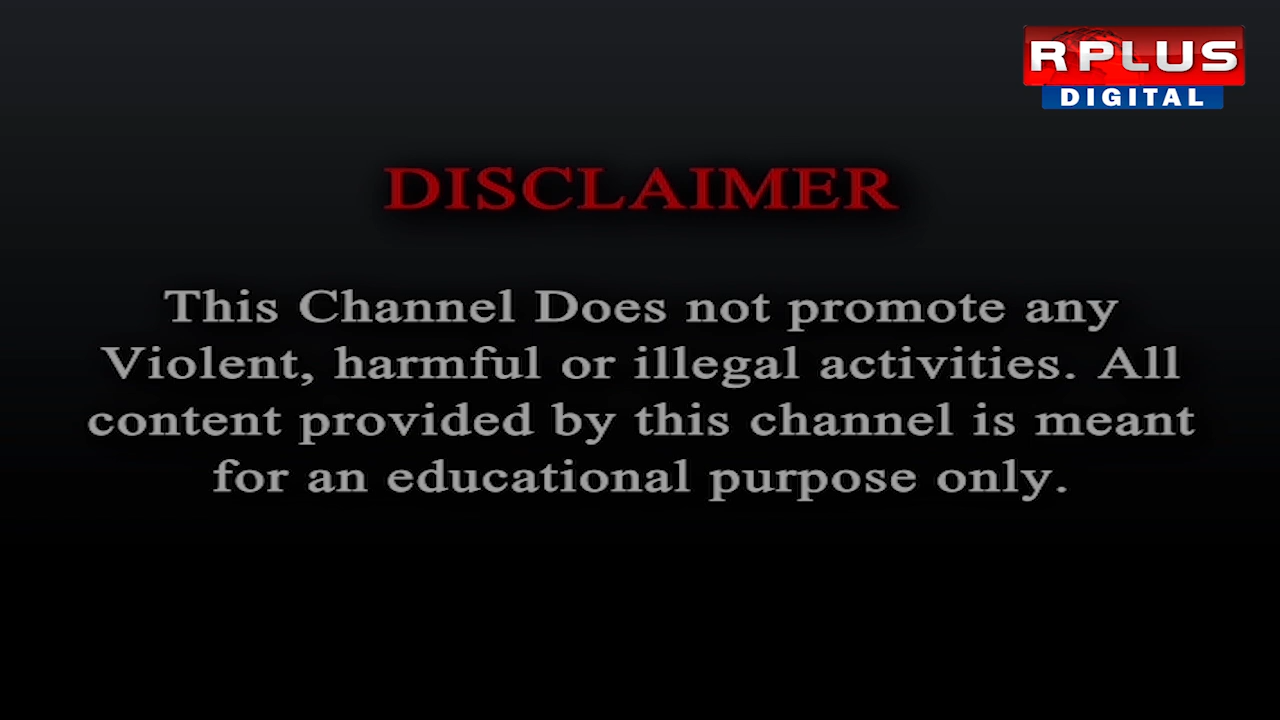 RPLUS
DIGITAL
DISCLAIMER
This Channel Does not promote any
Violent, harmful or illegal activities. All
content provided by this channel is meant
for an educational purpose only.